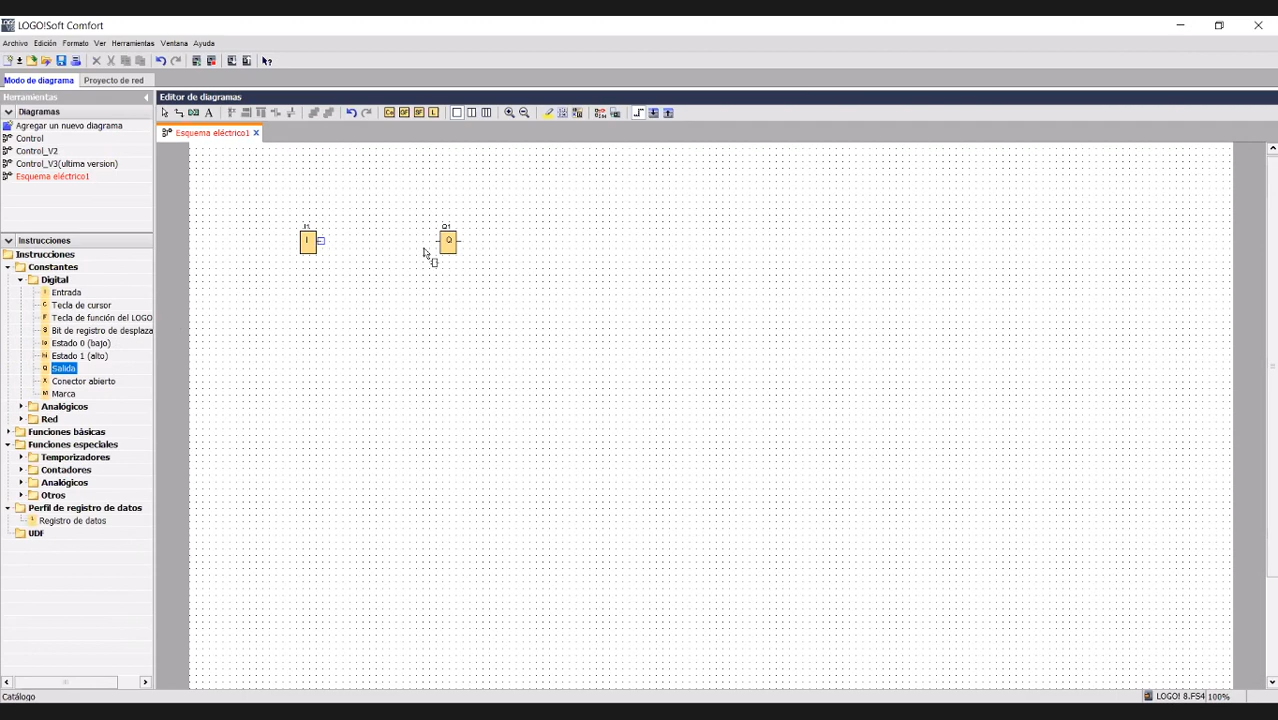 LOGO!Soft Comfort
Archivo Edición Formato Ver Herramientas Ventana Ayuda
Modo de diagrama Proyecto de red
Herramientas
Diagramas
Agregar un nuevo diagrama
Control
Control_V2
Control_V3(ultima version)
Esquema eléctrico1
Instrucciones
Instrucciones
Constantes
Digital
Entrada
Tecla de cursor
Tecla de función del LOGO
Bit de registro de desplaza
Estado 0 (bajo)
Estado 1 (alto)
Salida
Conector abierto
Marca
Analógicos
Red
Funciones básicas
Funciones especiales
Temporizadores
Contadores
Analógicos
Otros
Perfil de registro de datos
Registro de datos
UDF
Editor de diagramas
Esquema eléctrico1
Q1
I Q
Catálogo
LOGO! 8.FS4 100%